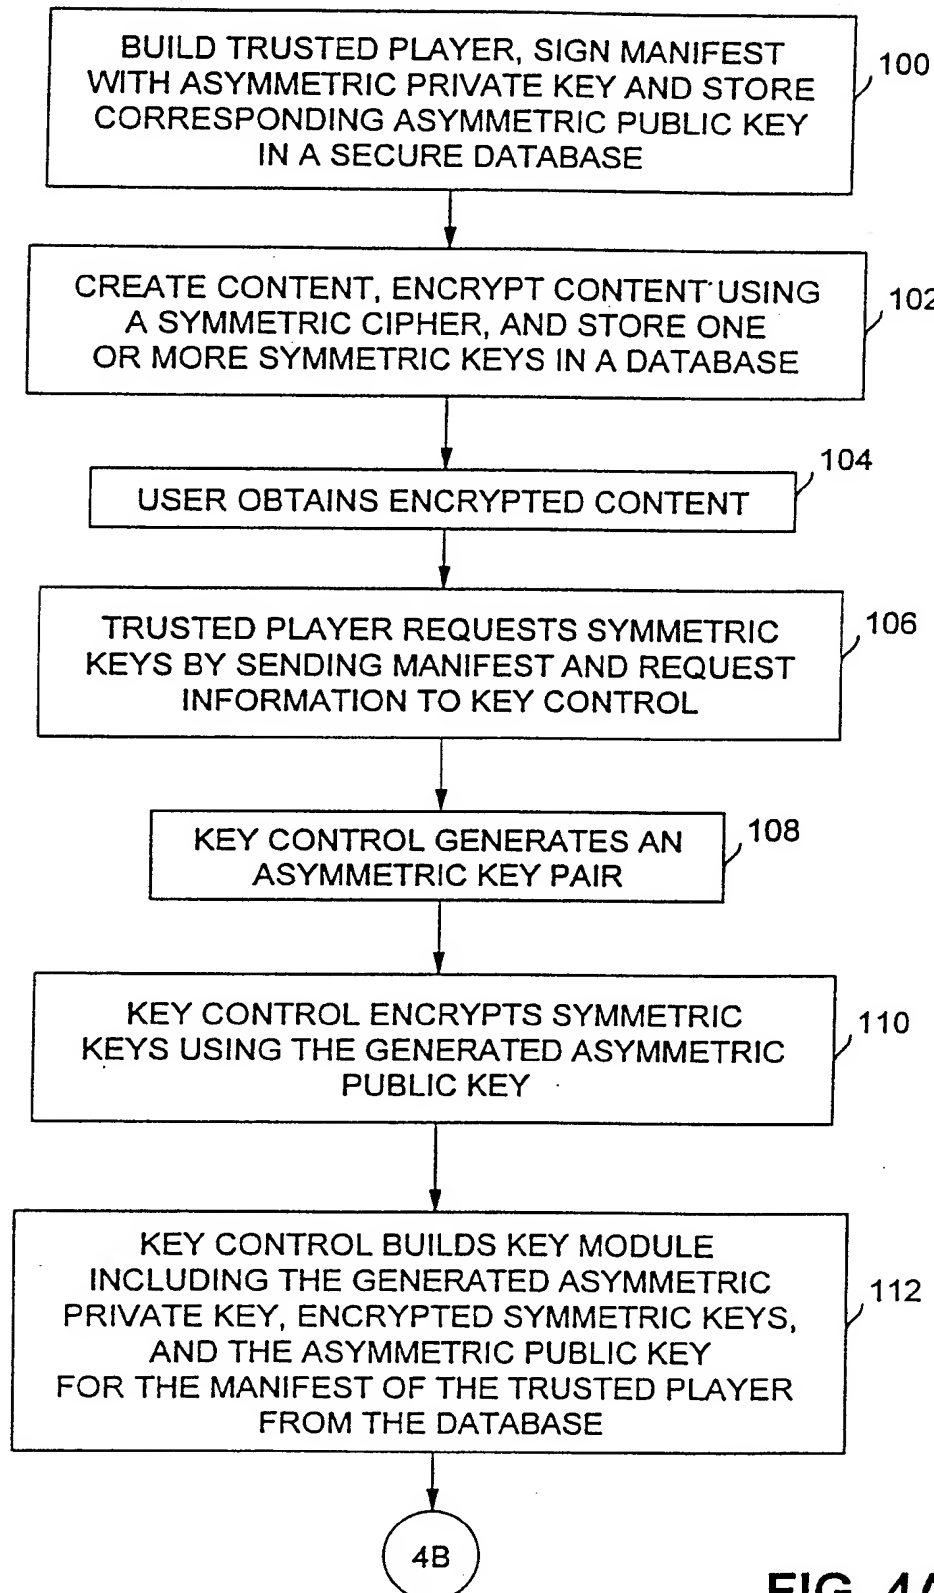 BUILD TRUSTED PLAYER, SIGN MANIFEST
WITH ASYMMETRIC PRIVATE KEY AND STORE
CORRESPONDING ASYMMETRIC PUBLIC KEY
IN A SECURE DATABASE
100
CREATE CONTENT, ENCRYPT CONTENT USING
A SYMMETRIC CIPHER, AND STORE ONE
OR MORE SYMMETRIC KEYS IN A DATABASE
102
104
USER OBTAINS ENCRYPTED CONTENT
TRUSTED PLAYER REQUESTS SYMMETRIC
KEYS BY SENDING MANIFEST AND REQUEST
INFORMATION TO KEY CONTROL
106
KEY CONTROL GENERATES AN
ASYMMETRIC KEY PAIR
108
KEY CONTROL ENCRYPTS SYMMETRIC
KEYS USING THE GENERATED ASYMMETRIC
PUBLIC KEY
110
KEY CONTROL BUILDS KEY MODULE
INCLUDING THE GENERATED ASYMMETRIC
PRIVATE KEY, ENCRYPTED SYMMETRIC KEYS,
AND THE ASYMMETRIC PUBLIC KEY
FOR THE MANIFEST OF THE TRUSTED PLAYER
FROM THE DATABASE
112
4B
FIG. 4A